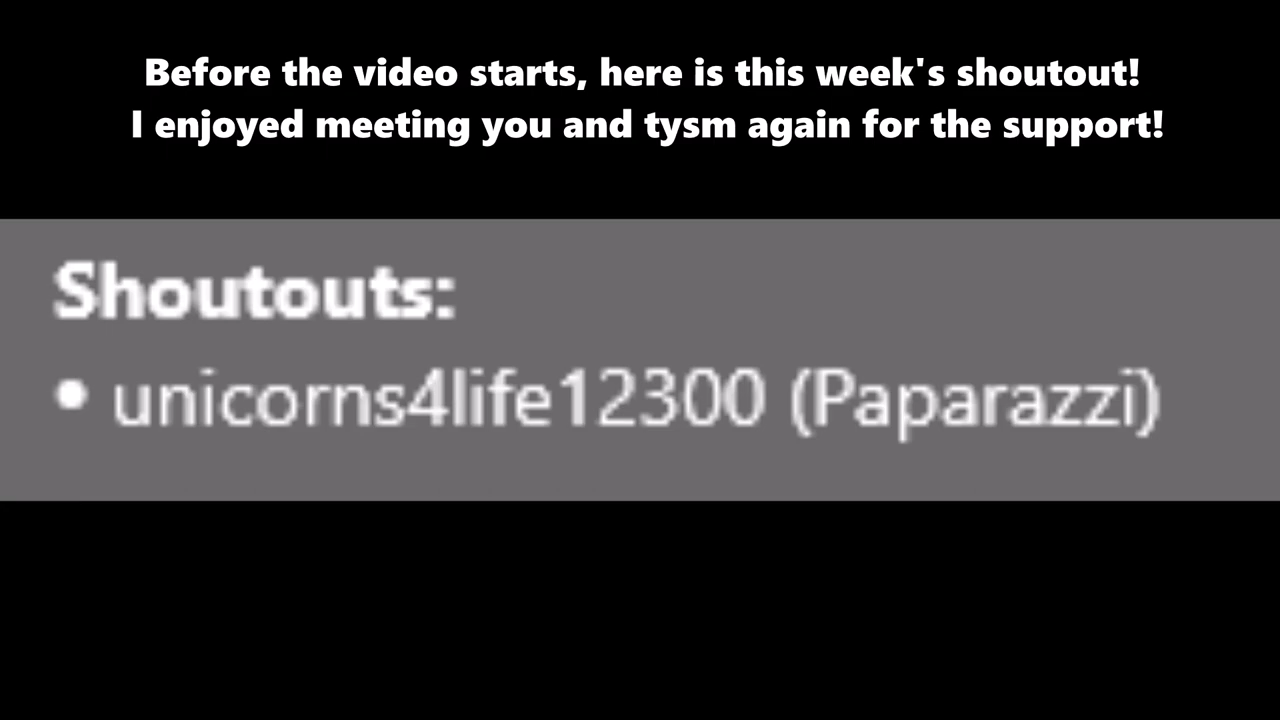 Before the video starts, here is this week's shoutout!
I enjoyed meeting you and tysm again for the support!
Shoutouts:
• unicorns4life12300 (Paparazzi)